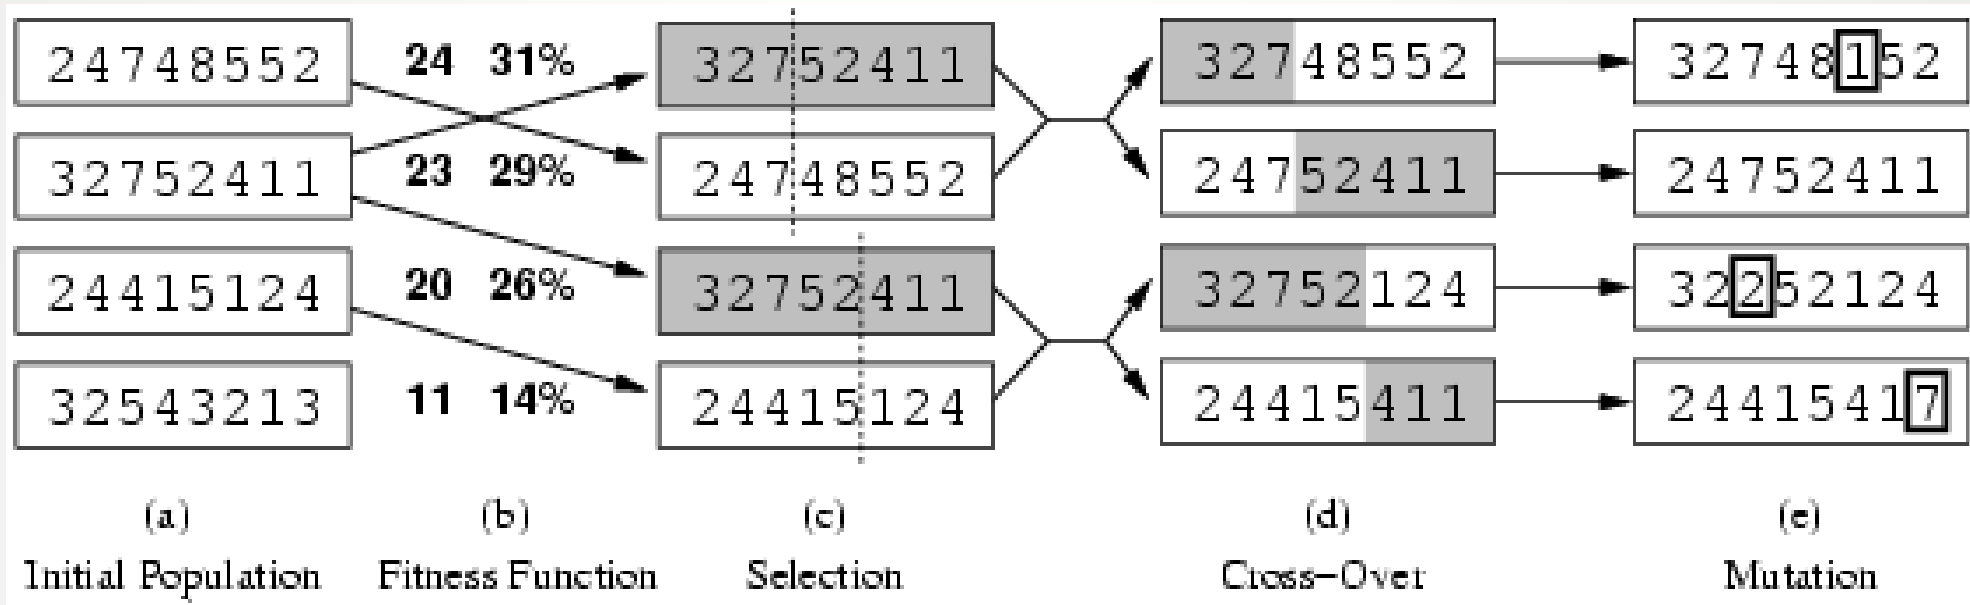 24748552 24 31% 32752411 32748552 32748152
32752411 23 29% 24748552 24752411 24752411
24415124 20 26% 32752411 32752124 32252124
32543213 11 14% 24415124 24415411 24415417
(a) (b) (c) (d) (e)
Initial Population Fitness Function Selection Cross–Over Mutation